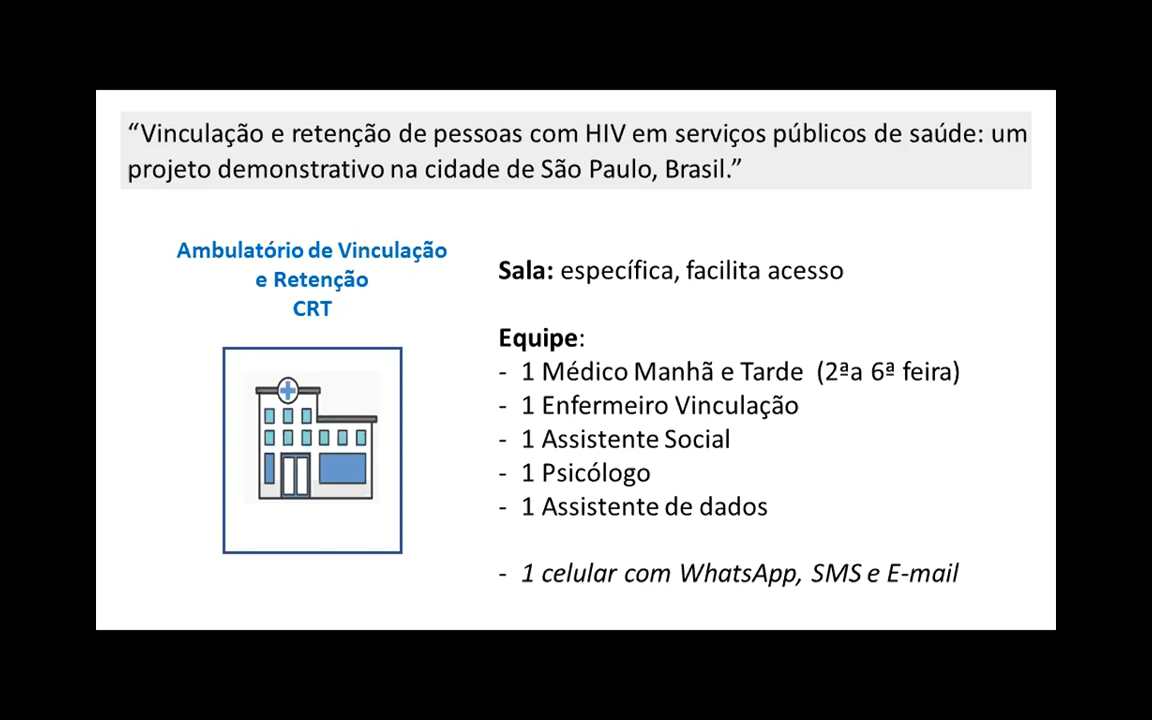 “Vinculação e retenção de pessoas com HIV em serviços públicos de saúde: um
projeto demonstrativo na cidade de São Paulo, Brasil.”
Ambulatório de Vinculação
e Retenção
CRT
Sala: específica, facilita acesso
Equipe:
- 1 Médico Manhã e Tarde (2ªa 6ª feira)
- 1 Enfermeiro Vinculação
- 1 Assistente Social
- 1 Psicólogo
- 1 Assistente de dados
- 1 celular com WhatsApp, SMS e E-mail